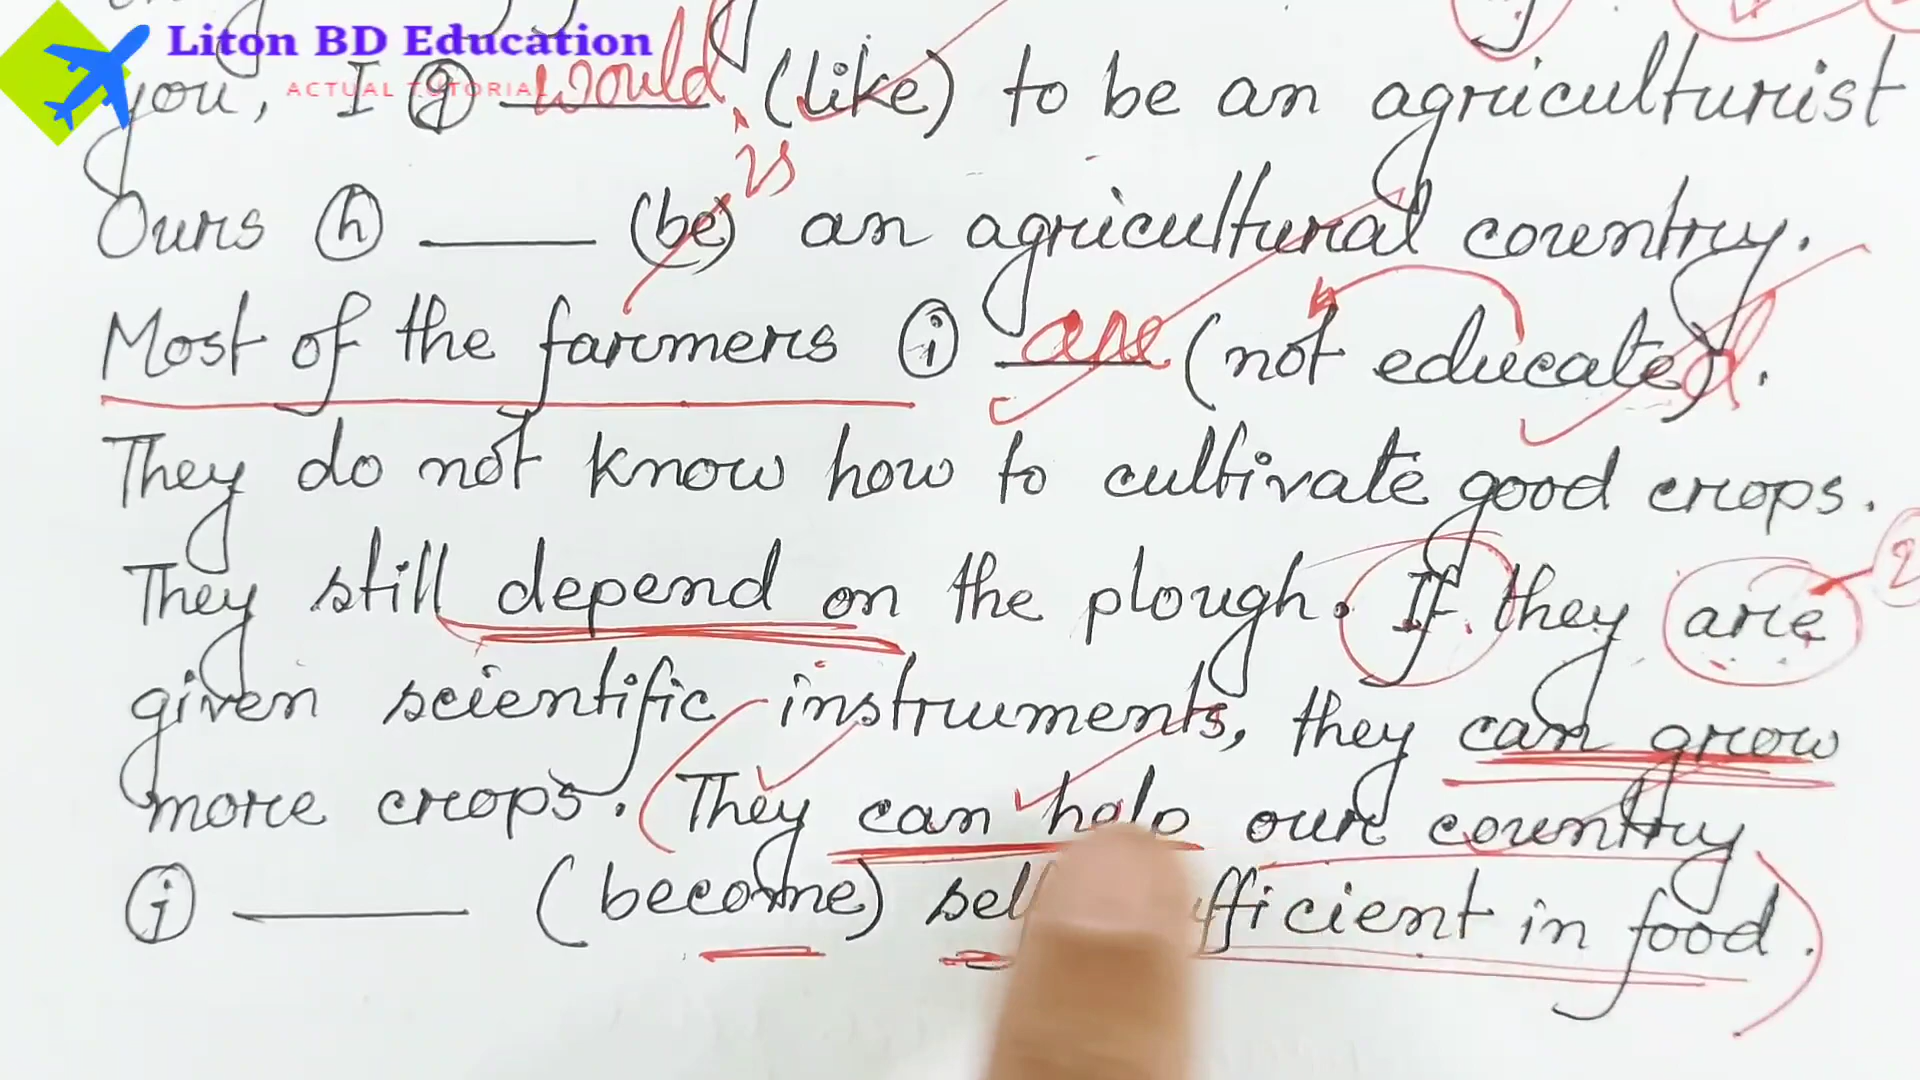 Liton BD Education
ACTUAL TUTORIAL
you, I (g) would (like) to be an agriculturist
is
Ours (h) ____ (be) an agricultural country.
Most of the farmers (i) are (not educate) d.
They do not know how to cultivate good crops.
They still depend on the plough. If they are
2
given scientific instruments, they can grow
more crops. They can help our country
(j) ____ (become) sel fficient in food.